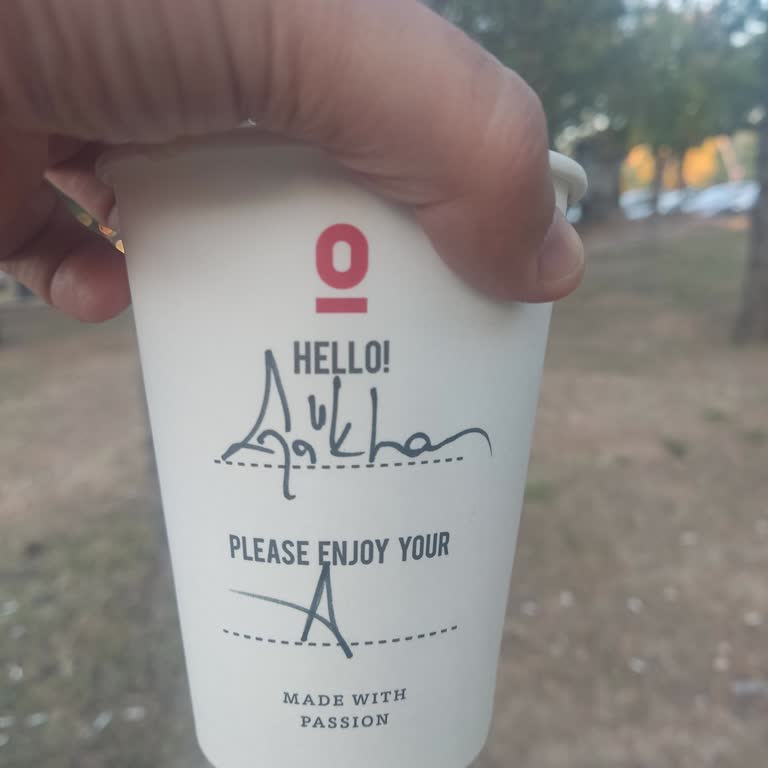 O
HELLO!
PLEASE ENJOY YOUR
A
MADE WITH
PASSION